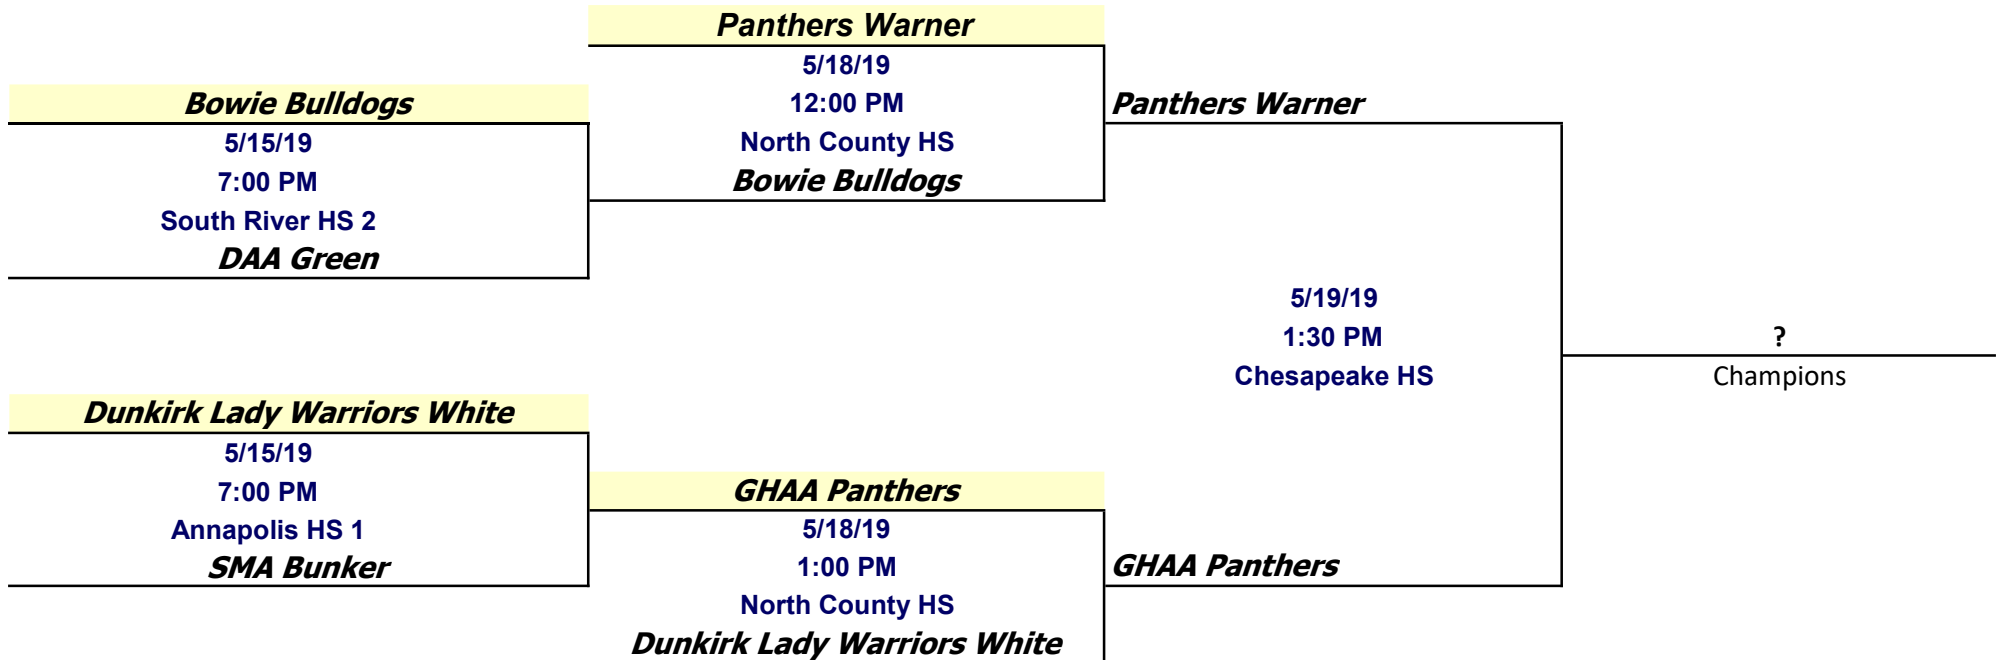 Panthers Warner
5/18/19
12:00 PM
North County HS
Bowie Bulldogs
Bowie Bulldogs
5/15/19
7:00 PM
South River HS 2
DAA Green
Panthers Warner
5/19/19
1:30 PM
Chesapeake HS
?
Champions
Dunkirk Lady Warriors White
5/15/19
7:00 PM
Annapolis HS 1
SMA Bunker
GHAA Panthers
5/18/19
1:00 PM
North County HS
Dunkirk Lady Warriors White
GHAA Panthers